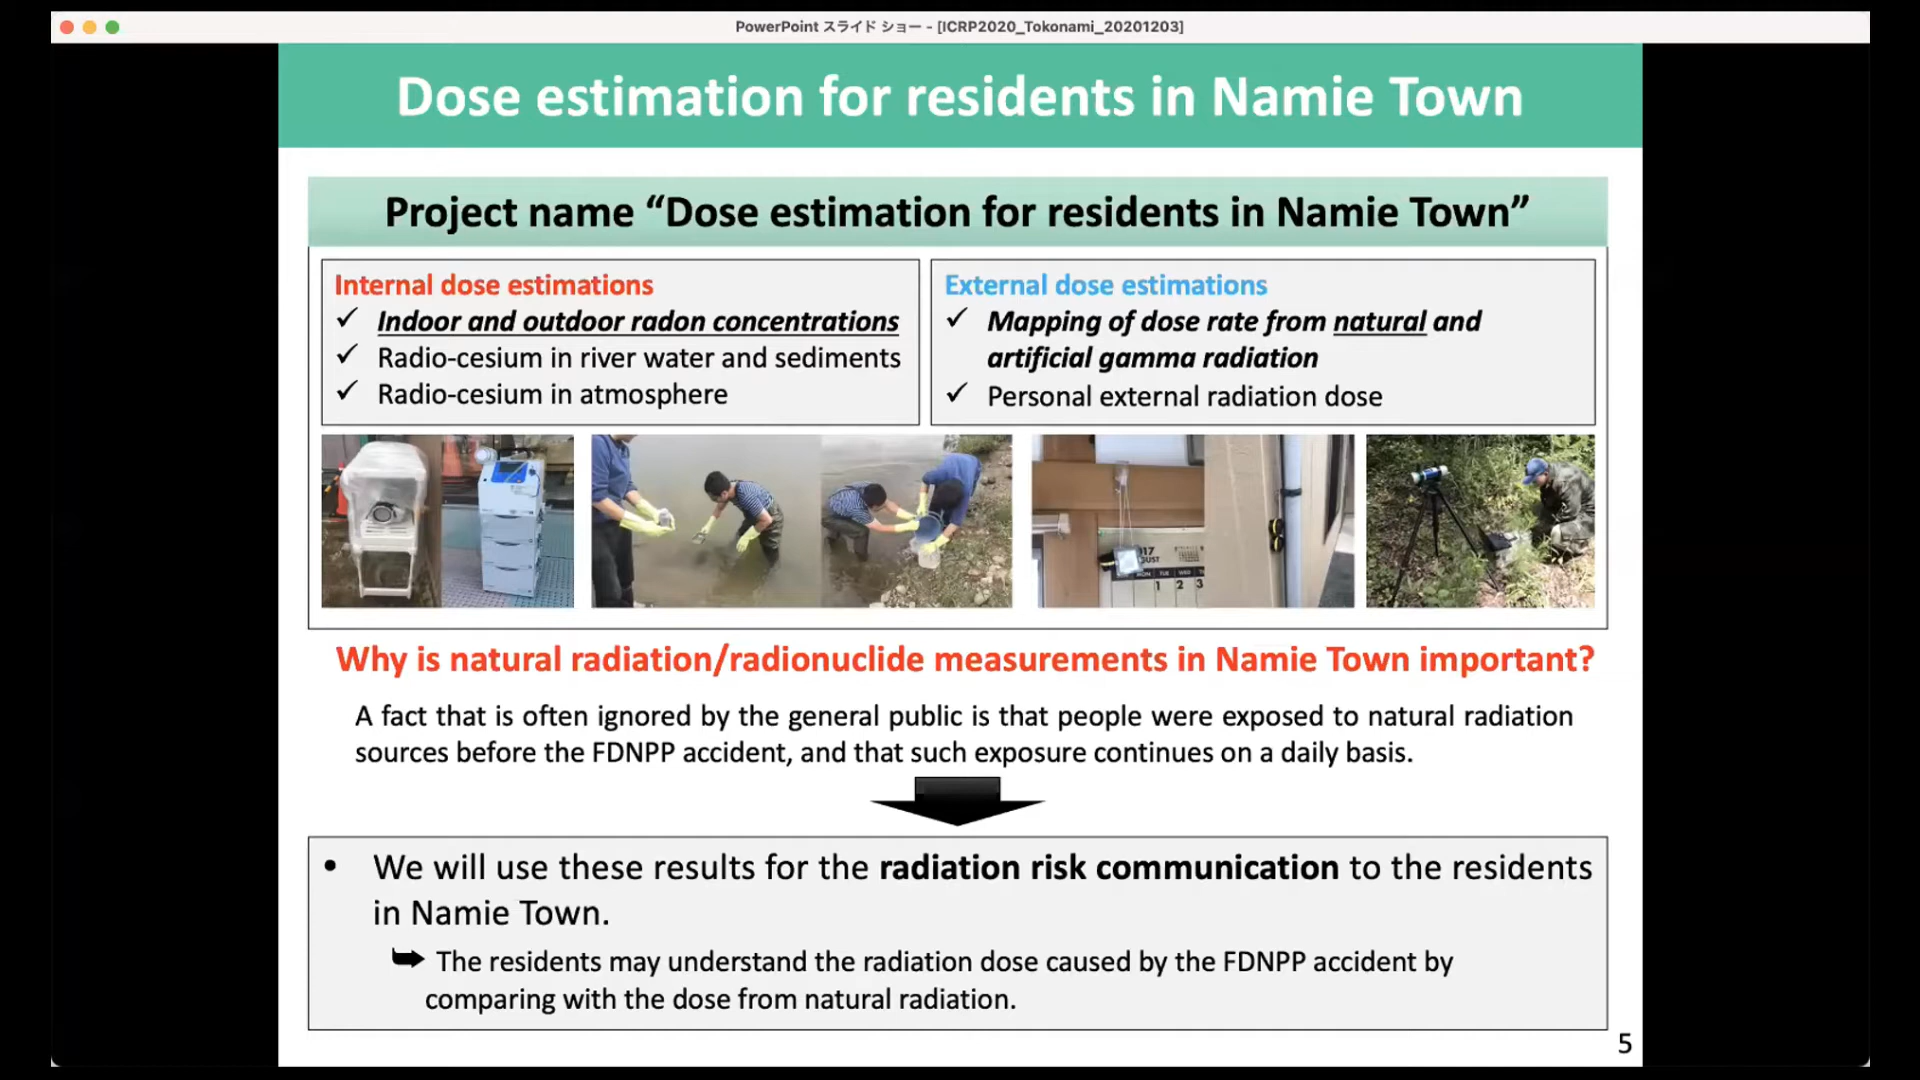 PowerPoint スライド ショー - [ICRP2020_Tokonami_20201203]
Dose estimation for residents in Namie Town
Project name “Dose estimation for residents in Namie Town”
Internal dose estimations
✓ Indoor and outdoor radon concentrations
✓ Radio-cesium in river water and sediments
✓ Radio-cesium in atmosphere
External dose estimations
✓ Mapping of dose rate from natural and
artificial gamma radiation
✓ Personal external radiation dose
MON TUE WED
1 2 3
Why is natural radiation/radionuclide measurements in Namie Town important?
A fact that is often ignored by the general public is that people were exposed to natural radiation
sources before the FDNPP accident, and that such exposure continues on a daily basis.
• We will use these results for the radiation risk communication to the residents
in Namie Town.
➥ The residents may understand the radiation dose caused by the FDNPP accident by
comparing with the dose from natural radiation.
5